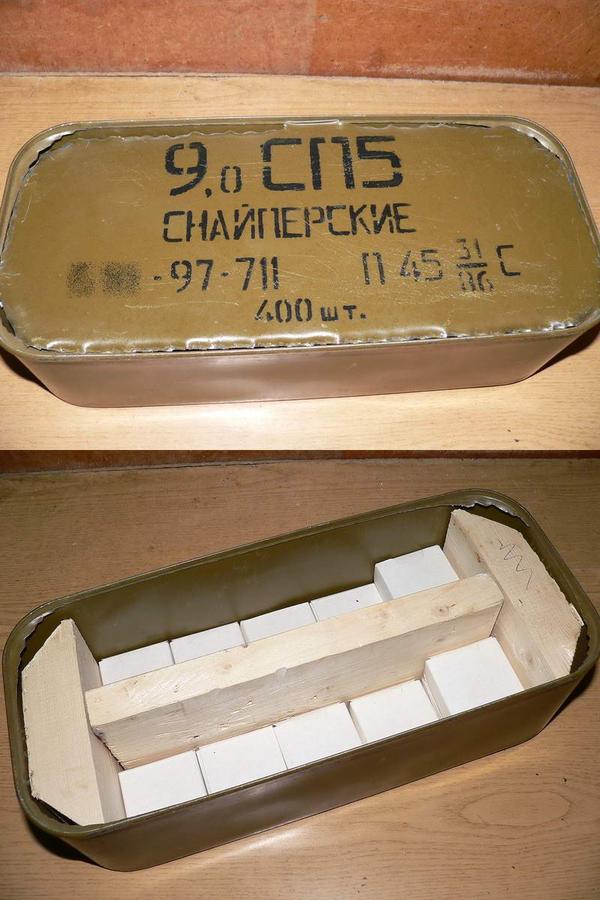 9,0 СП5
СНАЙПЕРСКИЕ
-97-711 П 45 31/86 С
400 шт.